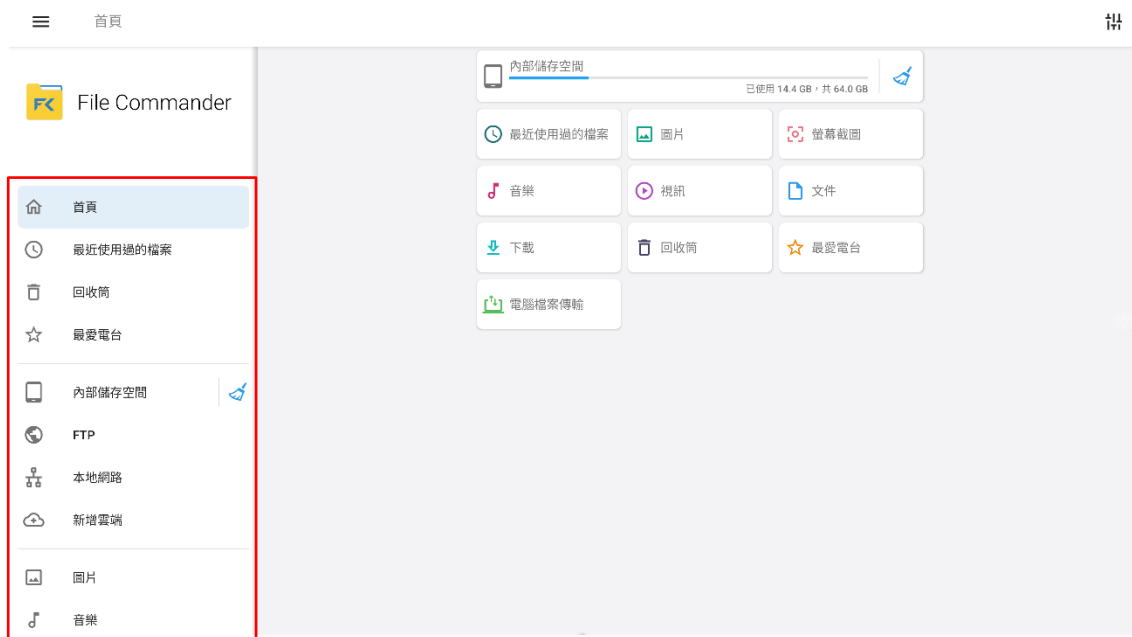 首頁
FK
File Commander
首頁
最近使用過的檔案
回收筒
最愛電台
內部儲存空間
FTP
本地網路
新增雲端
圖片
音樂
內部儲存空間
已使用 14.4 GB，共 64.0 GB
最近使用過的檔案
圖片
螢幕截圖
音樂
視訊
文件
下載
回收筒
最愛電台
電腦檔案傳輸